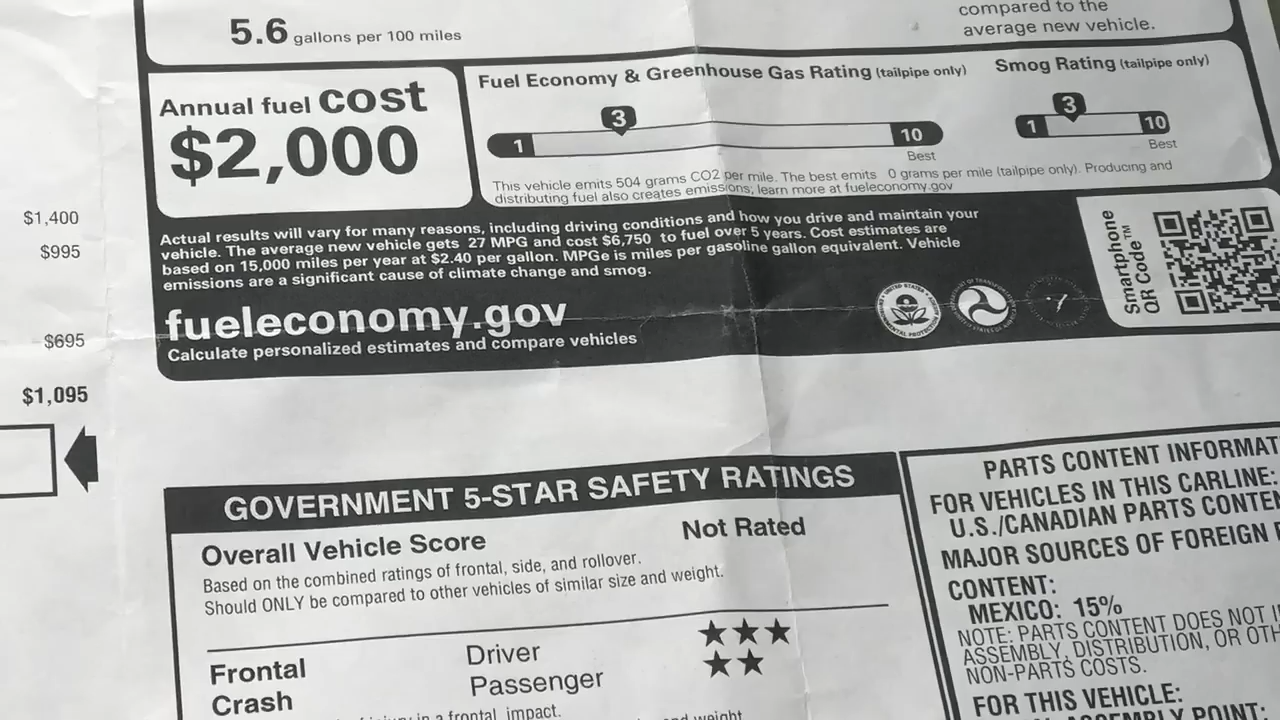 5.6 gallons per 100 miles
compared to the
average new vehicle.
Annual fuel cost
$2,000
Fuel Economy & Greenhouse Gas Rating (tailpipe only)
3
1
10
Best
Smog Rating (tailpipe only)
3
1
10
Best
This vehicle emits 504 grams CO2 per mile. The best emits 0 grams per mile (tailpipe only). Producing and
distributing fuel also creates emissions; learn more at fueleconomy.gov
$1,400
$995
$695
$1,095
Actual results will vary for many reasons, including driving conditions and how you drive and maintain your
vehicle. The average new vehicle gets 27 MPG and cost $6,750 to fuel over 5 years. Cost estimates are
based on 15,000 miles per year at $2.40 per gallon. MPGe is miles per gasoline gallon equivalent. Vehicle
emissions are a significant cause of climate change and smog.
fueleconomy.gov
Calculate personalized estimates and compare vehicles
Smartphone
QR Code™
GOVERNMENT 5-STAR SAFETY RATINGS
Overall Vehicle Score
Not Rated
Based on the combined ratings of frontal, side, and rollover.
Should ONLY be compared to other vehicles of similar size and weight.
Frontal
Crash
Driver
Passenger
★★★
★★
in a frontal impact.
and weight
PARTS CONTENT INFORMAT
FOR VEHICLES IN THIS CARLINE:
U.S./CANADIAN PARTS CONTE
MAJOR SOURCES OF FOREIGN
CONTENT:
MEXICO: 15%
NOTE: PARTS CONTENT DOES NOT
ASSEMBLY, DISTRIBUTION, OR OTH
NON-PARTS COSTS.
FOR THIS VEHICLE:
ASSEMBLY POINT: